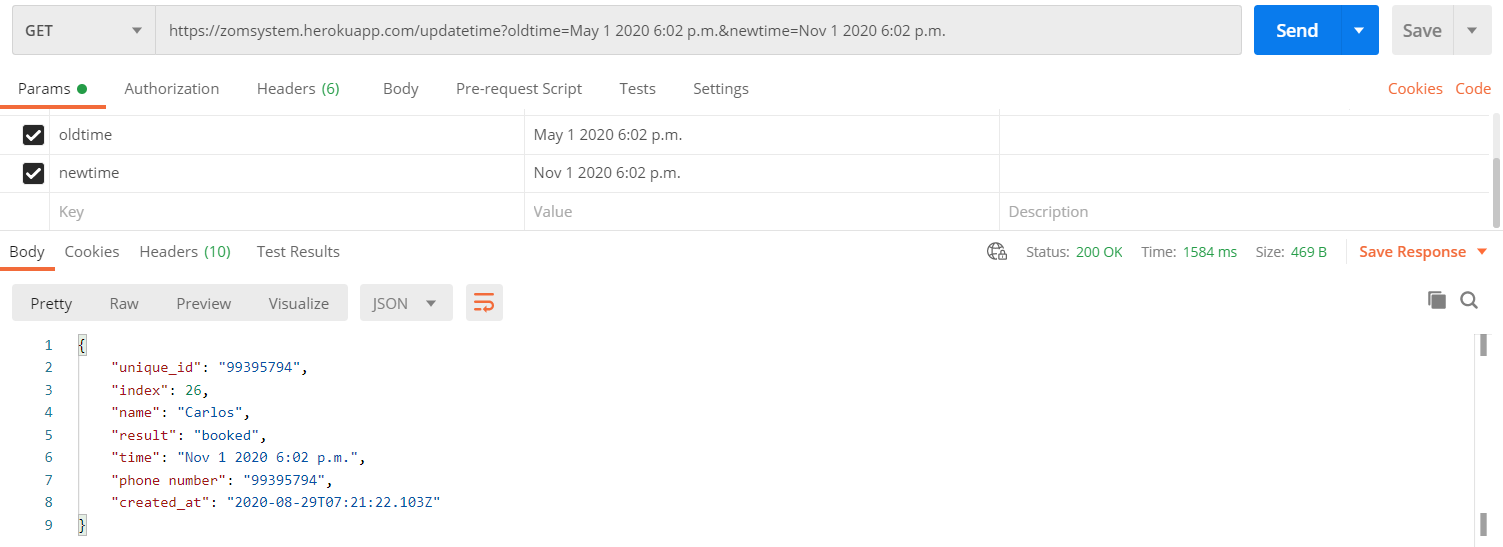 GET https://zomsystem.herokuapp.com/updatetime?oldtime=May 1 2020 6:02 p.m.&newtime=Nov 1 2020 6:02 p.m. Send Save
Params Authorization Headers (6) Body Pre-request Script Tests Settings Cookies Code
oldtime May 1 2020 6:02 p.m.
newtime Nov 1 2020 6:02 p.m.
Key Value Description
Body Cookies Headers (10) Test Results Status: 200 OK Time: 1584 ms Size: 469 B Save Response
Pretty Raw Preview Visualize JSON
1 {
2 "unique_id": "99395794",
3 "index": 26,
4 "name": "Carlos",
5 "result": "booked",
6 "time": "Nov 1 2020 6:02 p.m.",
7 "phone number": "99395794",
8 "created_at": "2020-08-29T07:21:22.103Z"
9 }